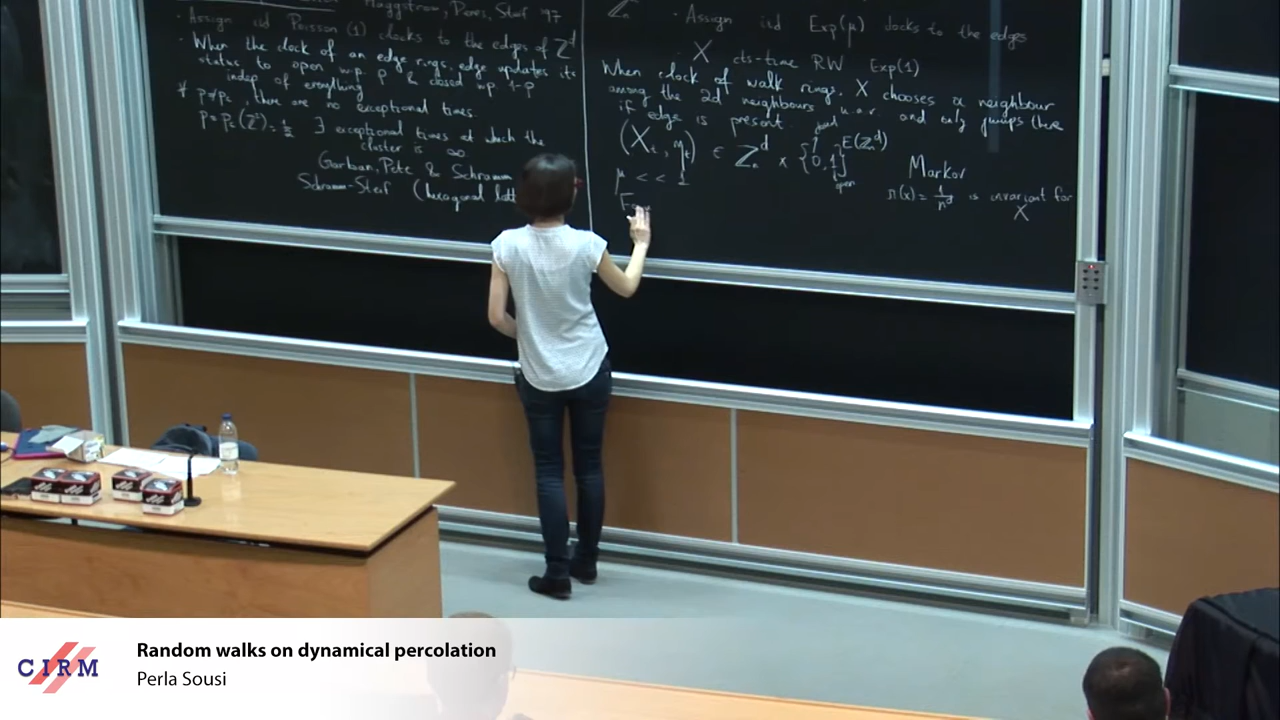 Häggström, Peres, Steif '97
· Assign iid Poisson (1) clocks to the edges of Z^d
· When the clock of an edge rings, edge updates its
status to open w.p. p & closed w.p. 1-p
indep of everything
* p≠pc, there are no exceptional times.
p = pc(Z²) = 1/2 ∃ exceptional times at which the
cluster is ∞
Garban, Pete & Schramm
Schramm-Steif (hexagonal latt
Z_n^d · Assign iid Exp(μ) clocks to the edges
· X cts-time RW Exp(1)
When clock of walk rings, X chooses a neighbour
among the 2d neighbours u.a.r and only jumps there
if edge is present
(X_t, η_t) ∈ Z_n^d × {0,1}^E(Z_n^d)
open
Markov
μ << 1
π(x) = 1/n^d is invariant for
X
CIRM
Random walks on dynamical percolation
Perla Sousi